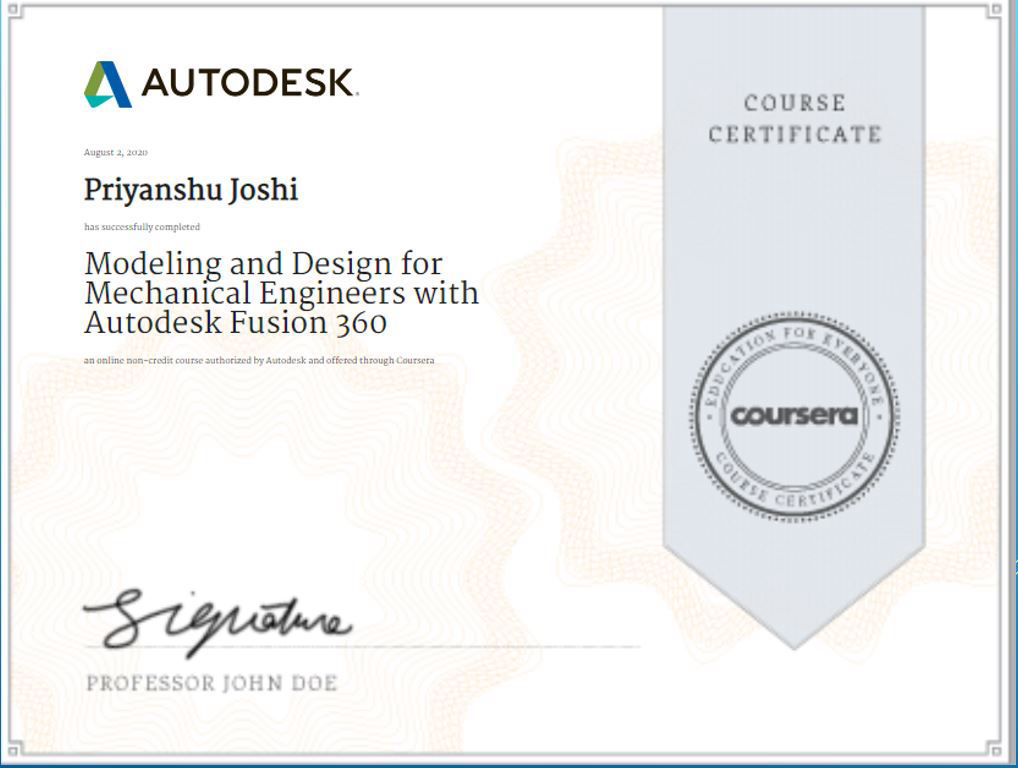 AUTODESK.
August 2, 2020
Priyanshu Joshi
has successfully completed
Modeling and Design for
Mechanical Engineers with
Autodesk Fusion 360
an online non-credit course authorized by Autodesk and offered through Coursera
Signature
PROFESSOR JOHN DOE
COURSE
CERTIFICATE
EDUCATION FOR EVERYONE
coursera
COURSE CERTIFICATE